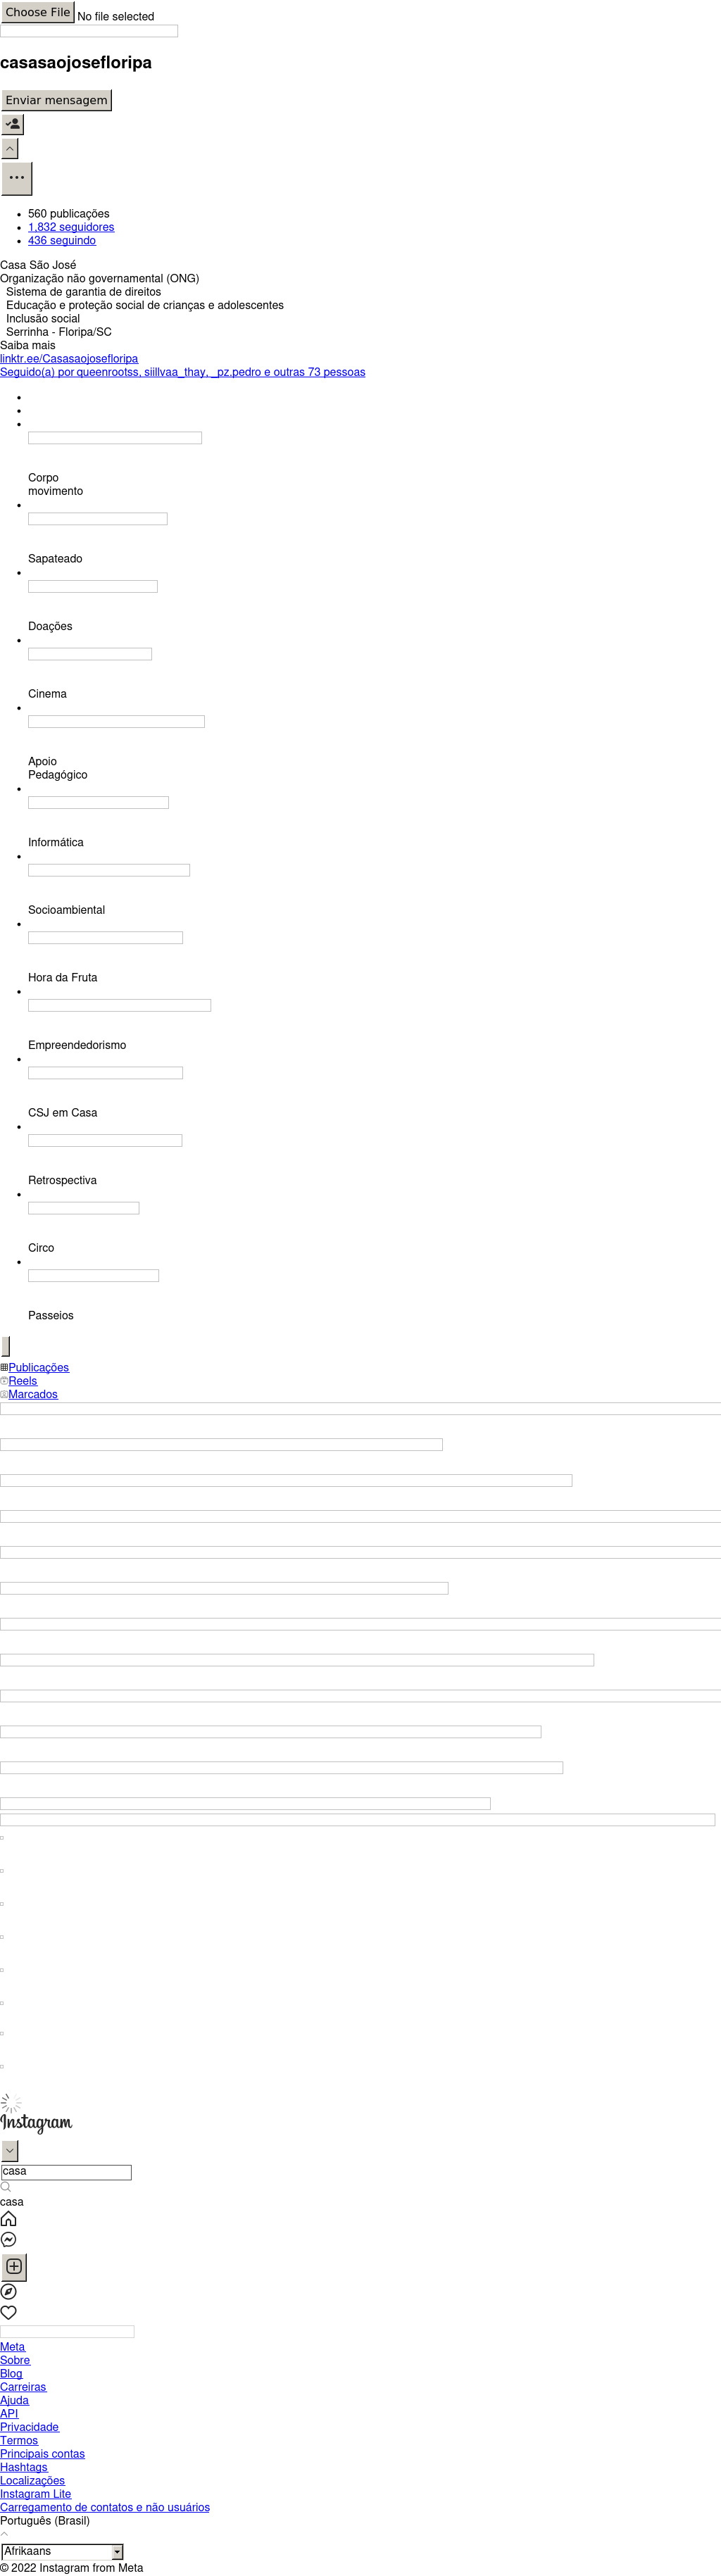 Choose File No file selected
casasaojosefloripa
Enviar mensagem
560 publicações
1,832 seguidores
436 seguindo
Casa São José
Organização não governamental (ONG)
Sistema de garantia de direitos
Educação e proteção social de crianças e adolescentes
Inclusão social
Serrinha - Floripa/SC
Saiba mais
linktr.ee/Casasaojosefloripa
Seguido(a) por queenrootss, siillvaa_thay, _pz.pedro e outras 73 pessoas
Corpo
movimento
Sapateado
Doações
Cinema
Apoio
Pedagógico
Informática
Socioambiental
Hora da Fruta
Empreendedorismo
CSJ em Casa
Retrospectiva
Circo
Passeios
Publicações
Reels
Marcados
Instagram
casa
casa
Meta
Sobre
Blog
Carreiras
Ajuda
API
Privacidade
Termos
Principais contas
Hashtags
Localizações
Instagram Lite
Carregamento de contatos e não usuários
Português (Brasil)
Afrikaans
© 2022 Instagram from Meta